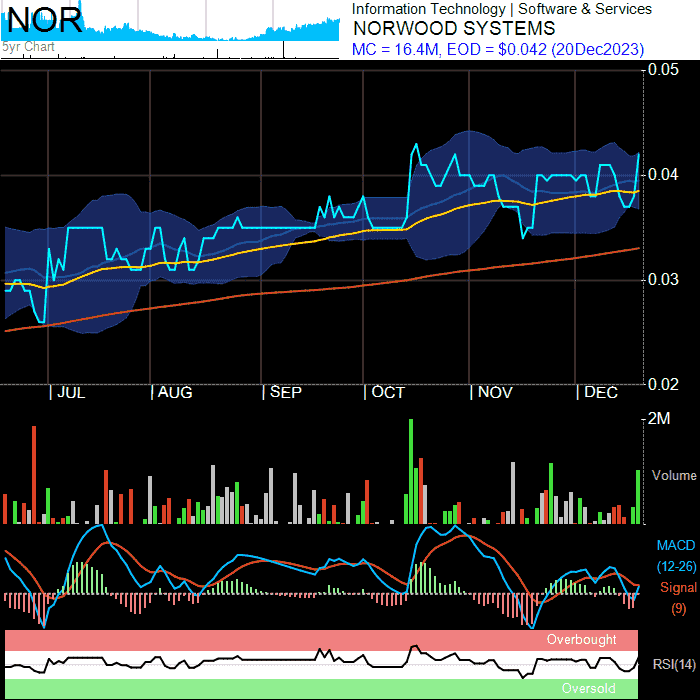 NOR
5yr Chart
Information Technology | Software & Services
NORWOOD SYSTEMS
MC = 16.4M, EOD = $0.042 (20Dec2023)
0.05
0.04
0.03
0.02
| JUL | AUG | SEP | OCT | NOV | DEC
2M
Volume
MACD
(12-26)
Signal
(9)
Overbought
RSI(14)
Oversold